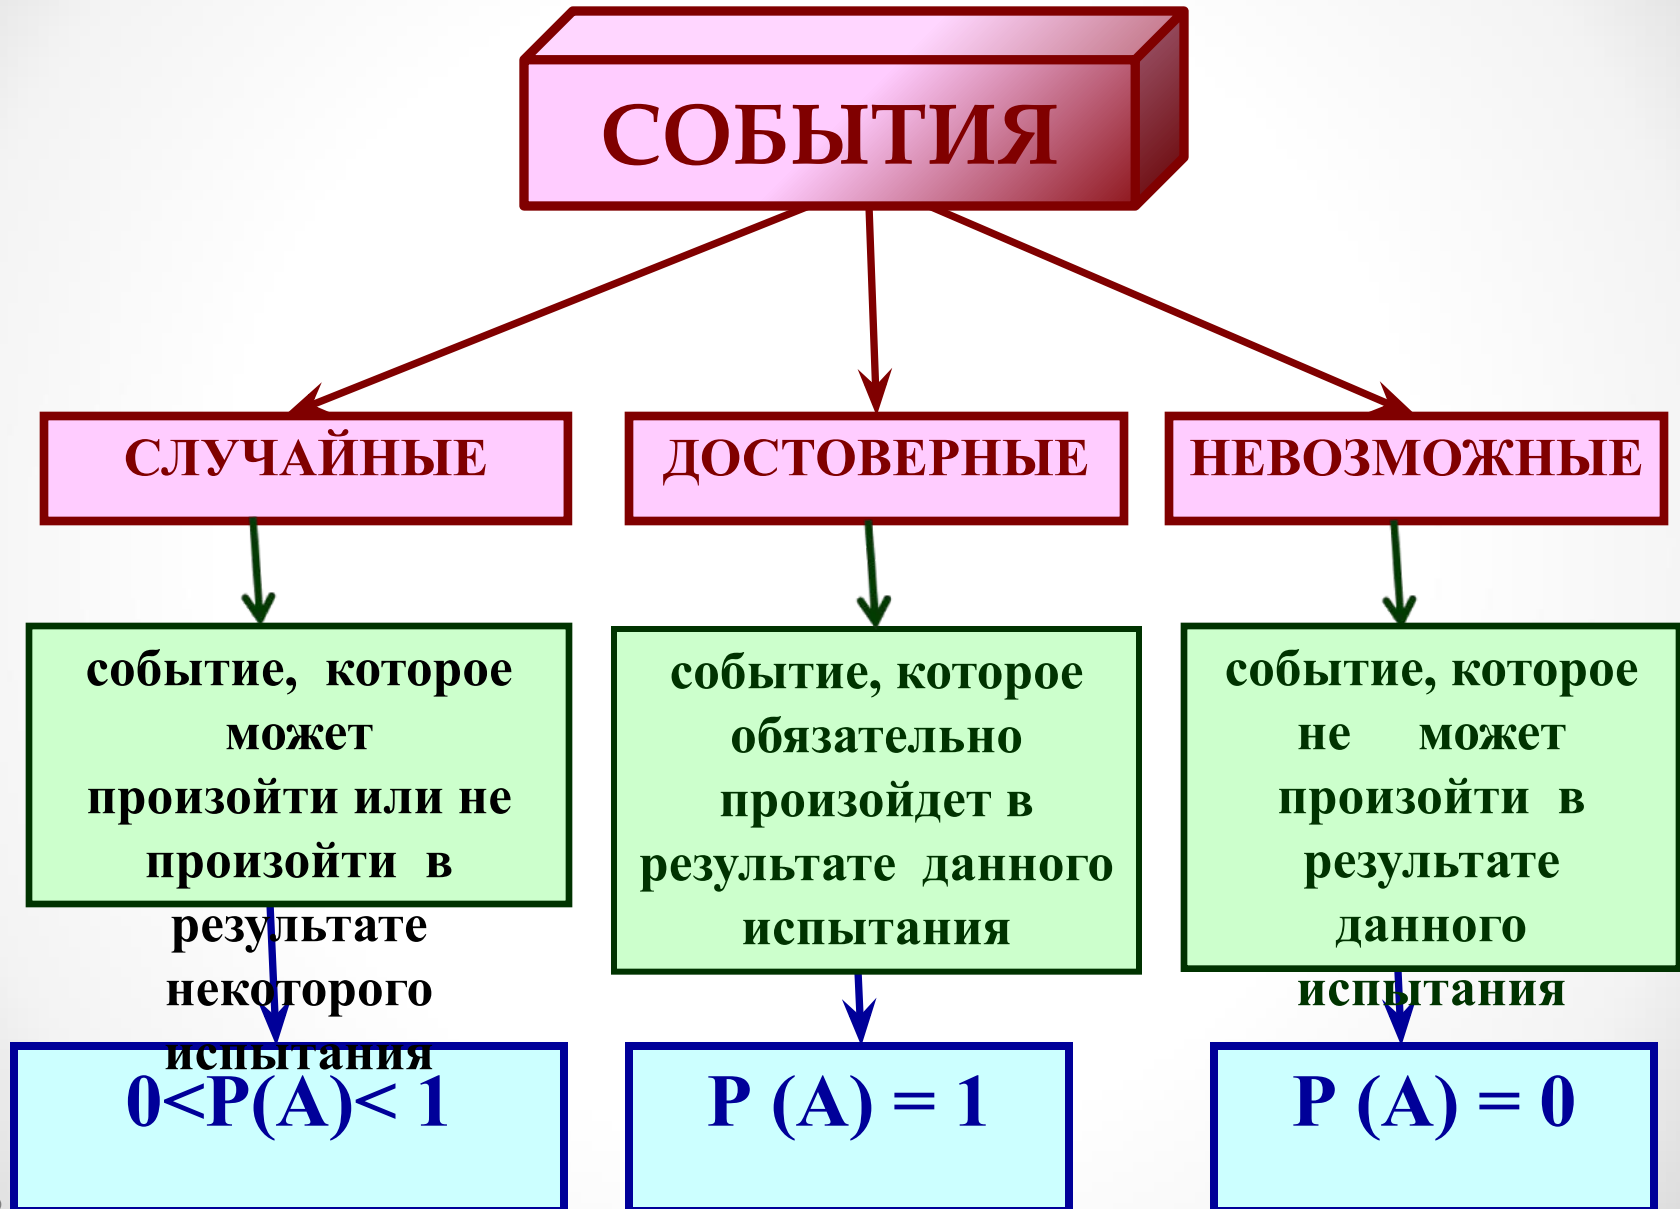 СОБЫТИЯ
СЛУЧАЙНЫЕ
ДОСТОВЕРНЫЕ
НЕВОЗМОЖНЫЕ
событие, которое
может
произойти или не
произойти в
результате
некоторого
испытания
событие, которое
обязательно
произойдет в
результате данного
испытания
событие, которое
не может
произойти в
результате
данного
испытания
0<P(A)< 1
P (A) = 1
P (A) = 0